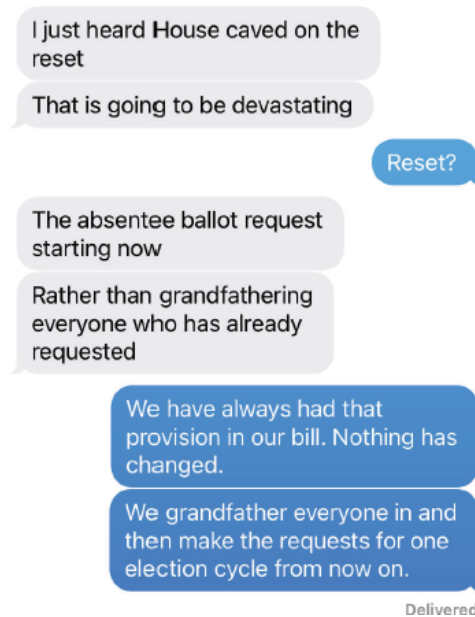 I just heard House caved on the
reset
That is going to be devastating
Reset?
The absentee ballot request
starting now
Rather than grandfathering
everyone who has already
requested
We have always had that
provision in our bill. Nothing has
changed.
We grandfather everyone in and
then make the requests for one
election cycle from now on.
Delivered